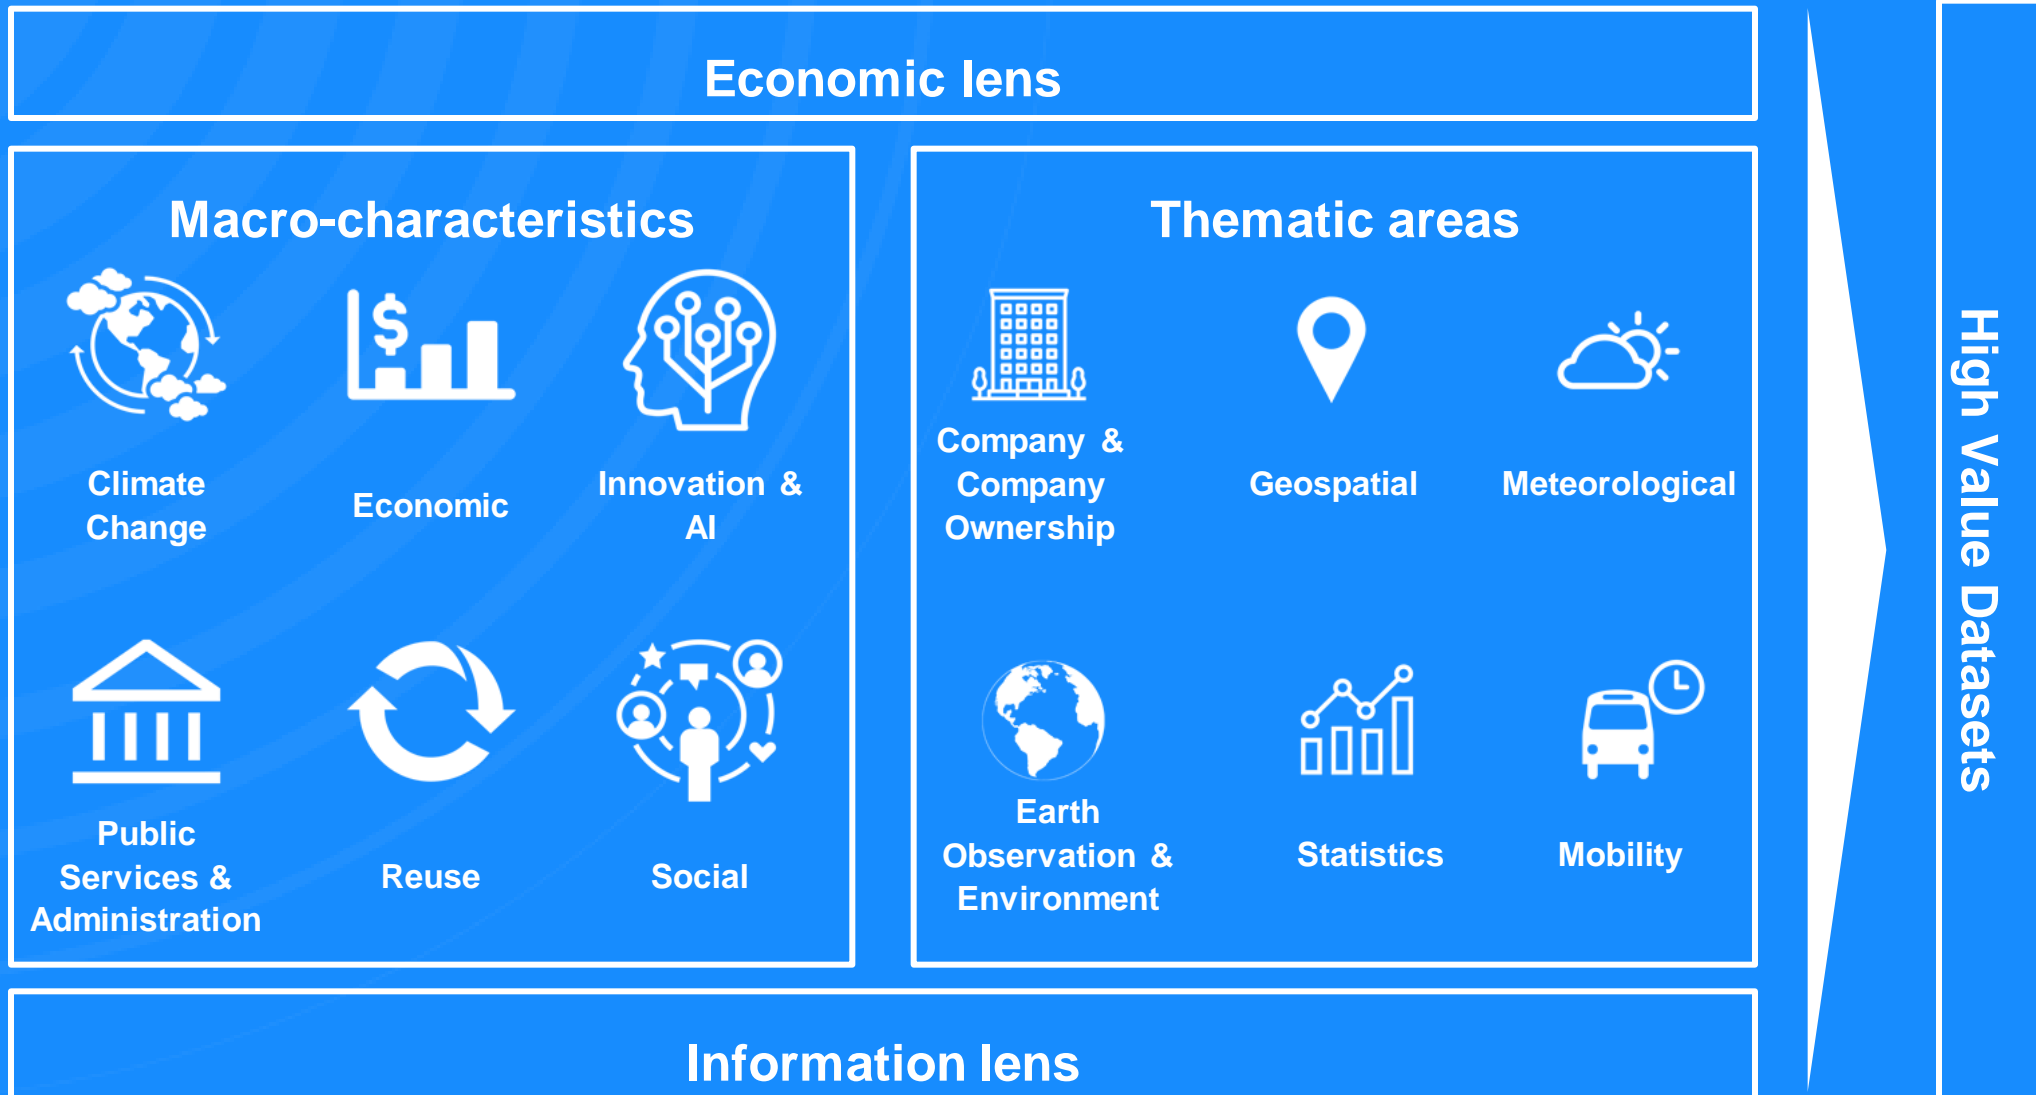 Economic lens
Macro-characteristics
Climate
Change
Economic
Innovation &
AI
Public
Services &
Administration
Reuse
Social
Thematic areas
Company &
Company
Ownership
Geospatial
Meteorological
Earth
Observation &
Environment
Statistics
Mobility
Information lens
High Value Datasets